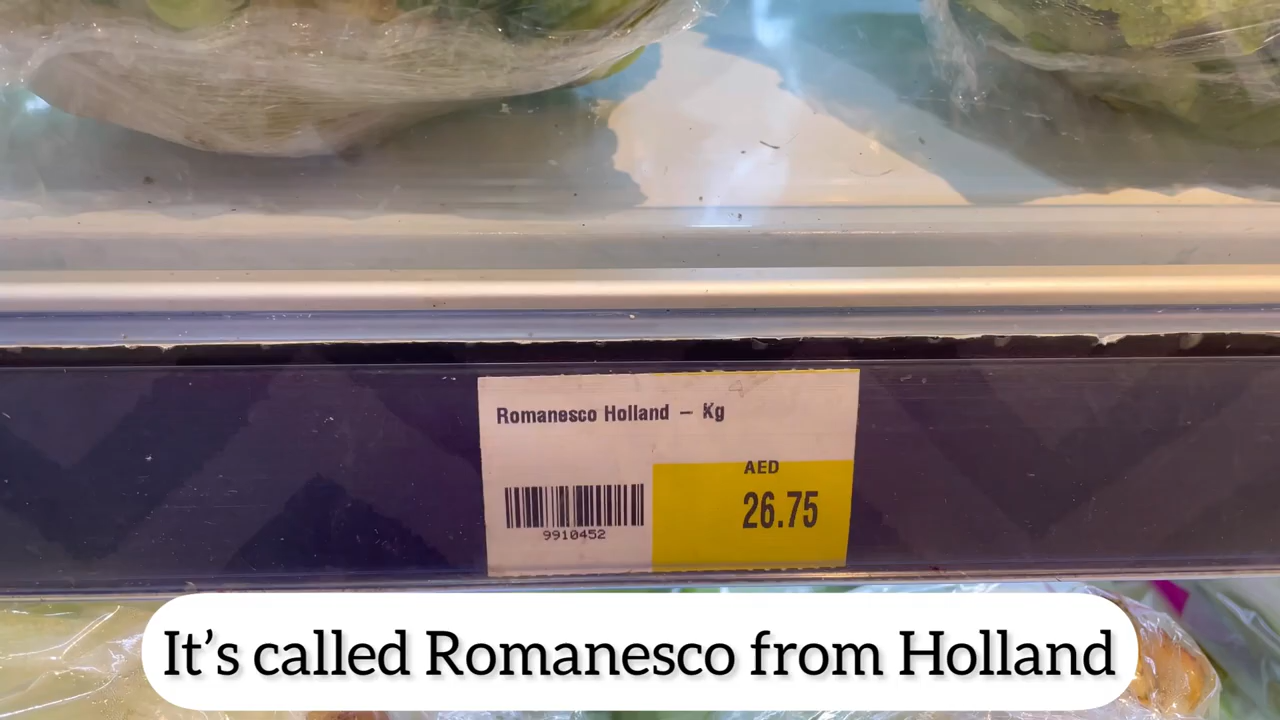 Romanesco Holland – Kg
AED
26.75
9910452
It's called Romanesco from Holland